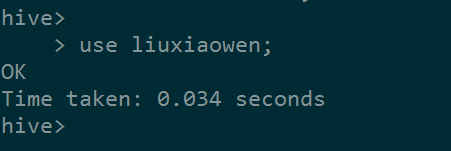 hive>
    > use liuxiaowen;
OK
Time taken: 0.034 seconds
hive>